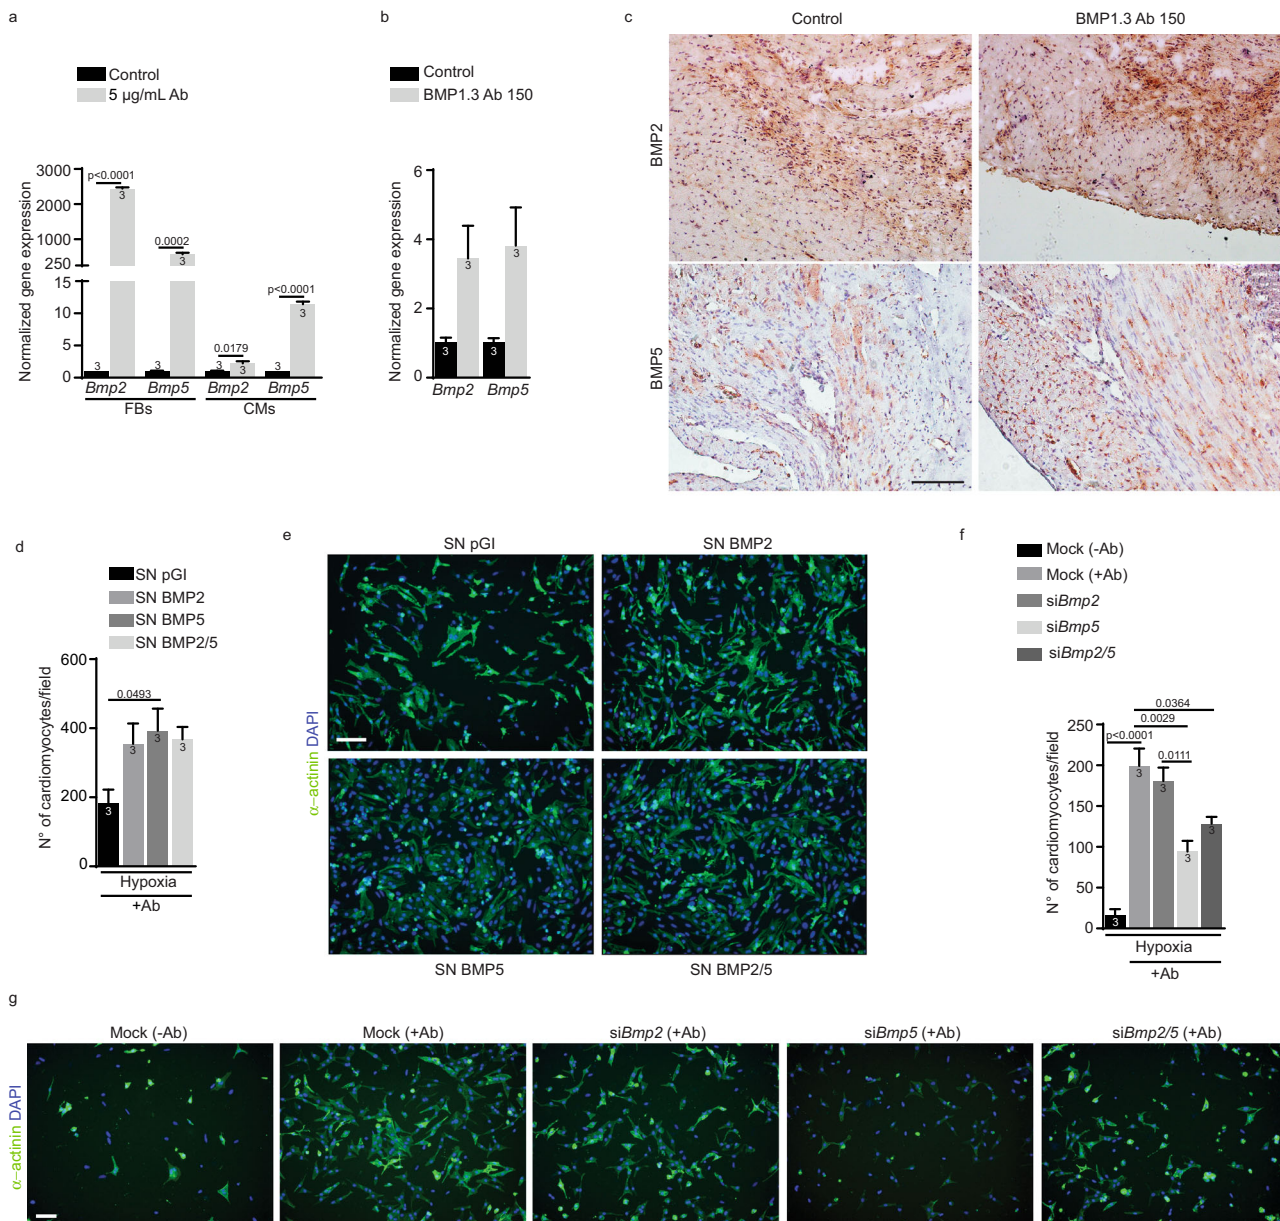 a
Control
5 µg/mL Ab
Normalized gene expression
3000
2000
1000
250
15
10
5
0
p<0.0001
0.0002
0.0179
p<0.0001
3
3
3
3
3
3
3
3
Bmp2 Bmp5 Bmp2 Bmp5
FBs CMs
b
Control
BMP1.3 Ab 150
Normalized gene expression
6
4
2
0
3
3
3
3
Bmp2 Bmp5
c
Control BMP1.3 Ab 150
BMP2
BMP5
d
SN pGI
SN BMP2
SN BMP5
SN BMP2/5
N° of cardiomyocytes/field
600
400
200
0
0.0493
3
3
3
3
Hypoxia
+Ab
e
SN pGI SN BMP2
α–actinin DAPI
SN BMP5 SN BMP2/5
f
Mock (-Ab)
Mock (+Ab)
siBmp2
siBmp5
siBmp2/5
N° of cardiomyocytes/field
250
200
150
100
50
0
0.0364
0.0029
p<0.0001
0.0111
3
3
3
3
3
Hypoxia
+Ab
g
Mock (-Ab) Mock (+Ab) siBmp2 (+Ab) siBmp5 (+Ab) siBmp2/5 (+Ab)
α–actinin DAPI